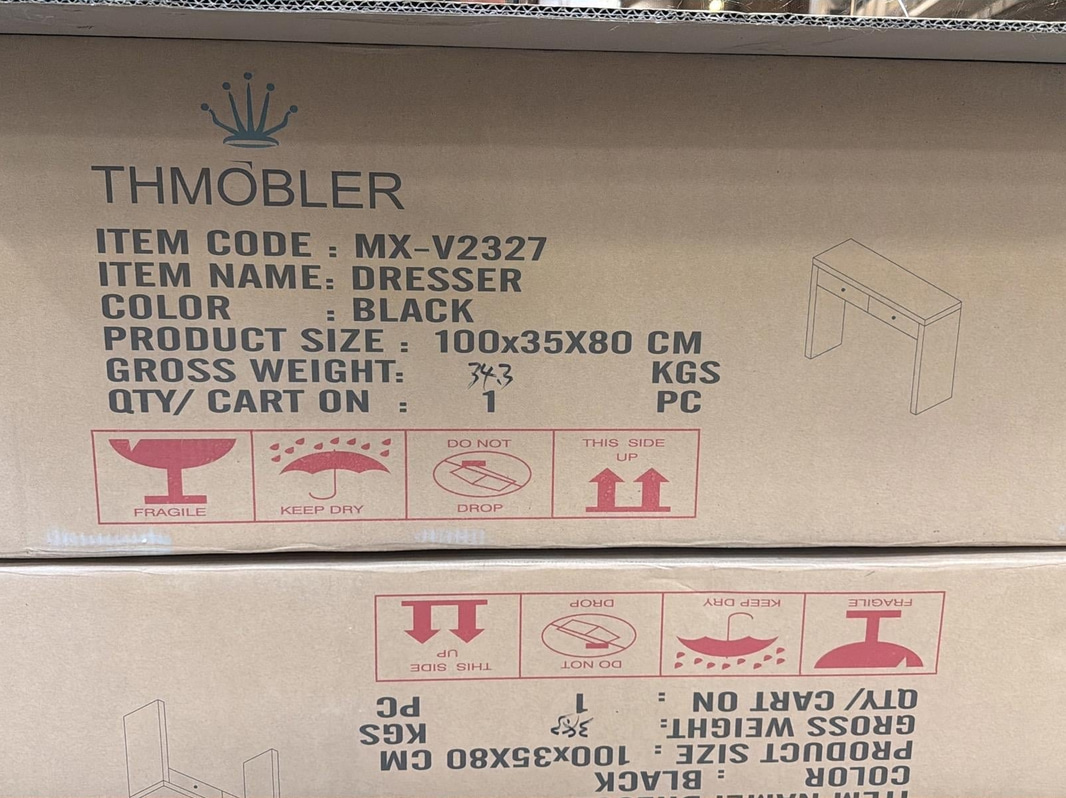 THMÖBLER
ITEM CODE : MX-V2327
ITEM NAME: DRESSER
COLOR : BLACK
PRODUCT SIZE : 100x35X80 CM
GROSS WEIGHT: 34.3 KGS
QTY/ CART ON : 1 PC
FRAGILE
KEEP DRY
DO NOT
DROP
THIS SIDE
UP
COLOR : BLACK
PRODUCT SIZE : 100x35X80 CM
GROSS WEIGHT: KGS
QTY/ CART ON : 1 PC
FRAGILE
KEEP DRY
DO NOT
DROP
THIS SIDE
UP